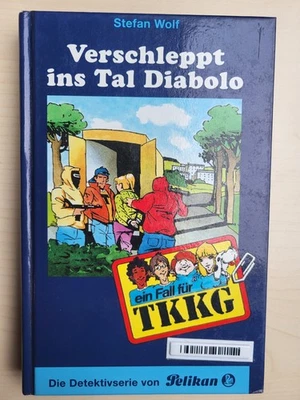 Stefan Wolf
Verschleppt
ins Tal Diabolo
ein Fall für
TKKG
Die Detektivserie von Pelikan